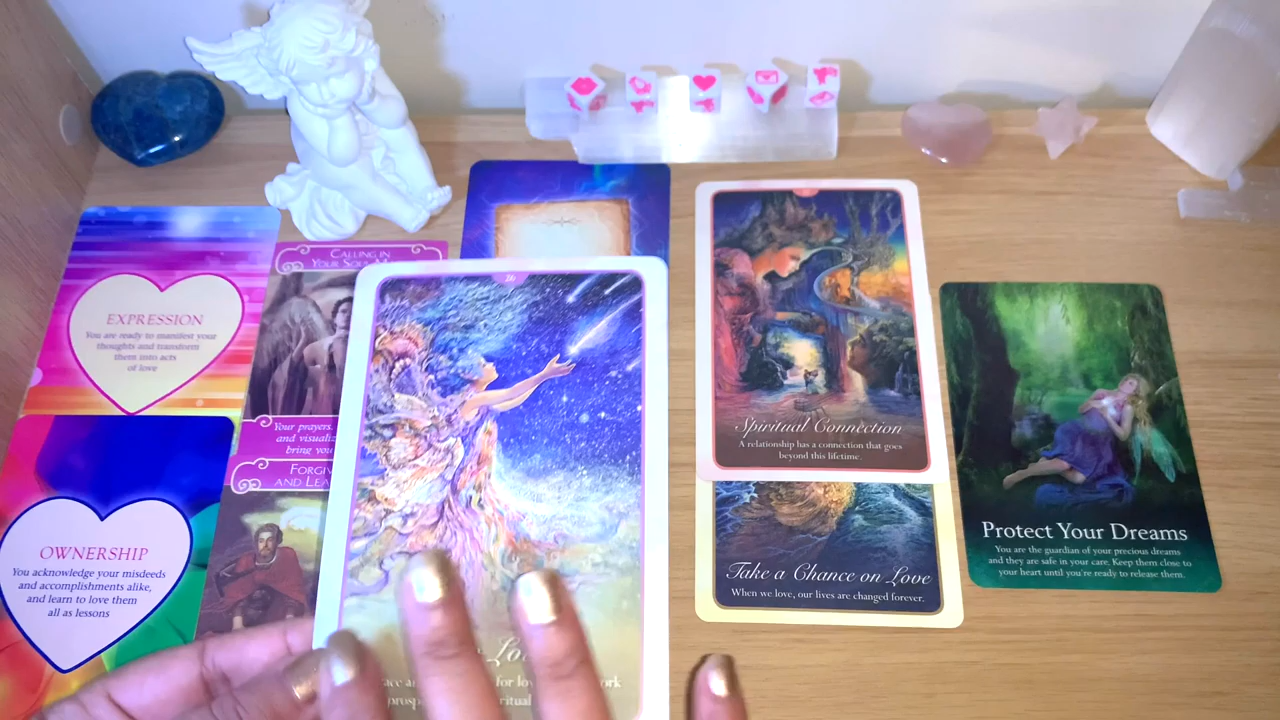 EXPRESSION
You are ready to manifest your
thoughts and transform
them into acts
of love
OWNERSHIP
You acknowledge your misdeeds
and accomplishments alike,
and learn to love them
all as lessons
CALLING IN
YOUR SOUL
Your prayers
and
bring you
AND
26
for
Spiritual Connection
A relationship has a connection that goes
beyond this lifetime.
Take a Chance on Love
When we love, our lives are changed forever.
Protect Your Dreams
You are the guardian of your precious dreams
and they are safe in your care. Keep them close to
your heart until you're ready to release them.